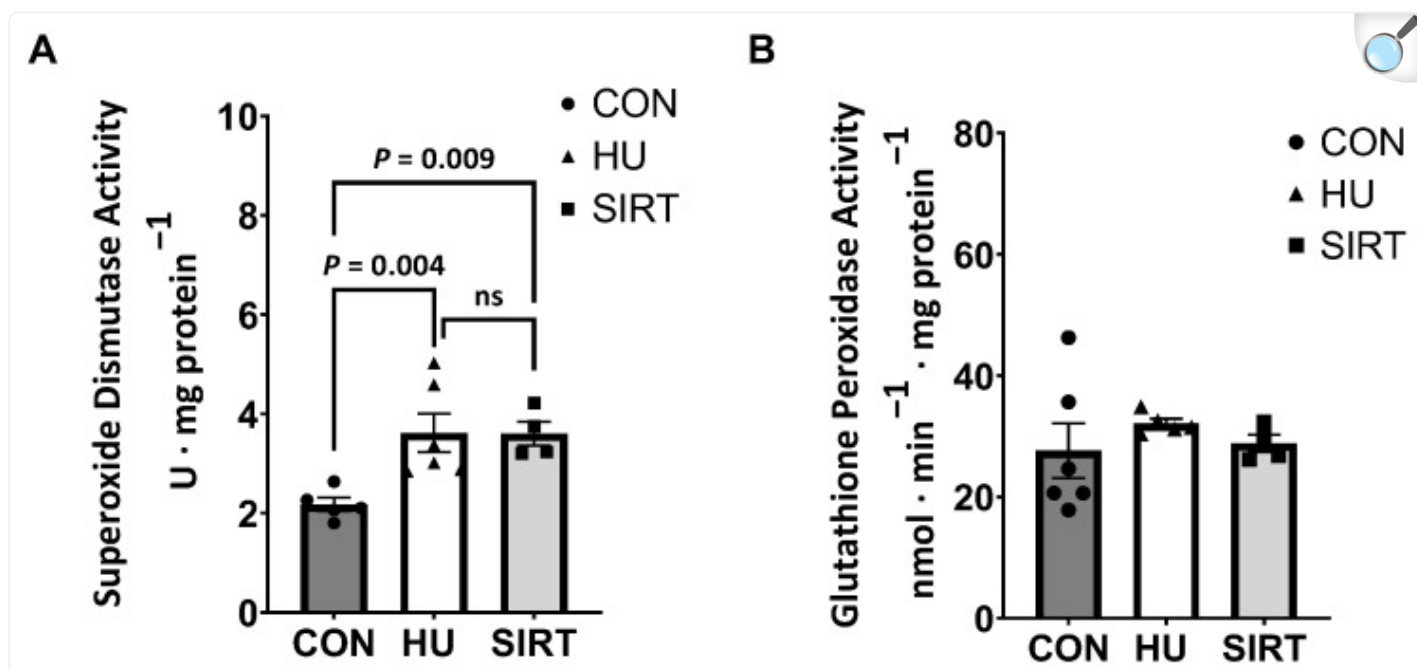 A
Superoxide Dismutase Activity
U · mg protein⁻¹
10
8
6
4
2
0
P = 0.009
P = 0.004
ns
CON
HU
SIRT
CON
HU
SIRT
B
Glutathione Peroxidase Activity
nmol · min⁻¹ · mg protein⁻¹
80
60
40
20
0
CON
HU
SIRT
CON
HU
SIRT